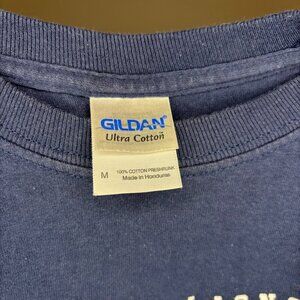 GILDAN®
Ultra Cotton®
M
100% COTTON PRESHRUNK
Made in Honduras